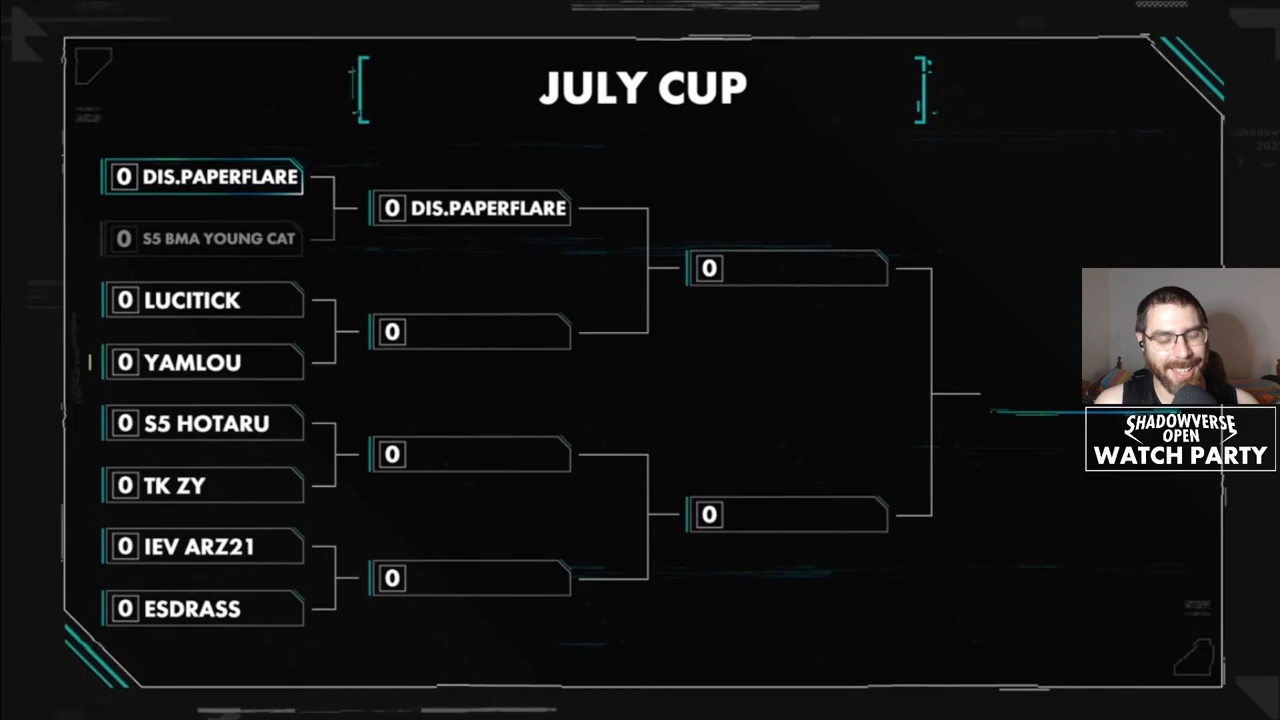 JULY CUP
0 DIS.PAPERFLARE
0 S5 BMA YOUNG CAT
0 LUCITICK
0 YAMLOU
0 S5 HOTARU
0 TK ZY
0 IEV ARZ21
0 ESDRASS
0 DIS.PAPERFLARE
0
0
0
0
0
SHADOWVERSE
OPEN
WATCH PARTY